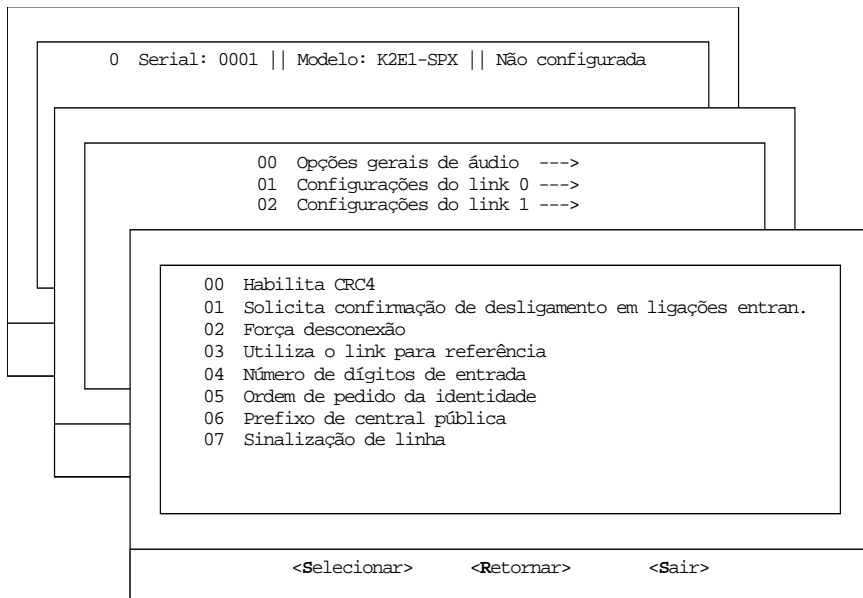 0 Serial: 0001 || Modelo: K2E1-SPX || Não configurada
00 Opções gerais de áudio --->
01 Configurações do link 0 --->
02 Configurações do link 1 --->
00 Habilita CRC4
01 Solicita confirmação de desligamento em ligações entran.
02 Força desconexão
03 Utiliza o link para referência
04 Número de dígitos de entrada
05 Ordem de pedido da identidade
06 Prefixo de central pública
07 Sinalização de linha
<Selecionar> <Retornar> <Sair>